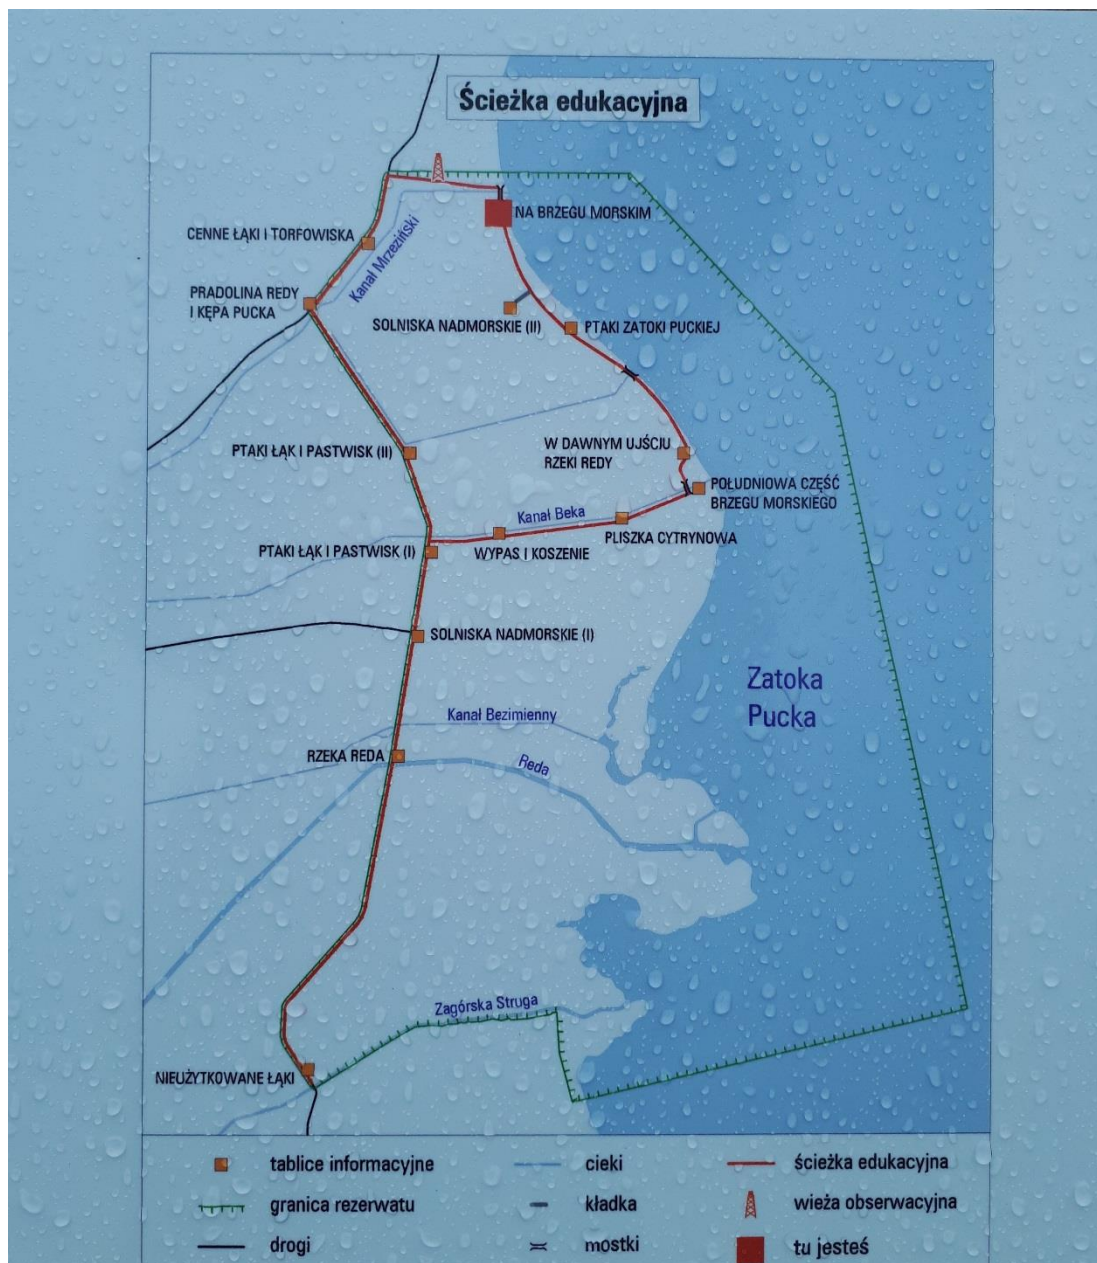 Ścieżka edukacyjna
NA BRZEGU MORSKIM
CENNE ŁĄKI I TORFOWISKA
Kanał Mrzeziński
PRADOLINA REDY
I KĘPA PUCKA
SOLNISKA NADMORSKIE (II)
PTAKI ZATOKI PUCKIEJ
PTAKI ŁĄK I PASTWISK (II)
W DAWNYM UJŚCIU
RZEKI REDY
POŁUDNIOWA CZĘŚĆ
BRZEGU MORSKIEGO
Kanał Beka
PLISZKA CYTRYNOWA
PTAKI ŁĄK I PASTWISK (I)
WYPAS I KOSZENIE
SOLNISKA NADMORSKIE (I)
Zatoka
Pucka
Kanał Bezimienny
RZEKA REDA
Reda
Zagórska Struga
NIEUŻYTKOWANE ŁĄKI
tablice informacyjne
cieki
ścieżka edukacyjna
granica rezerwatu
kładka
wieża obserwacyjna
drogi
mostki
tu jesteś